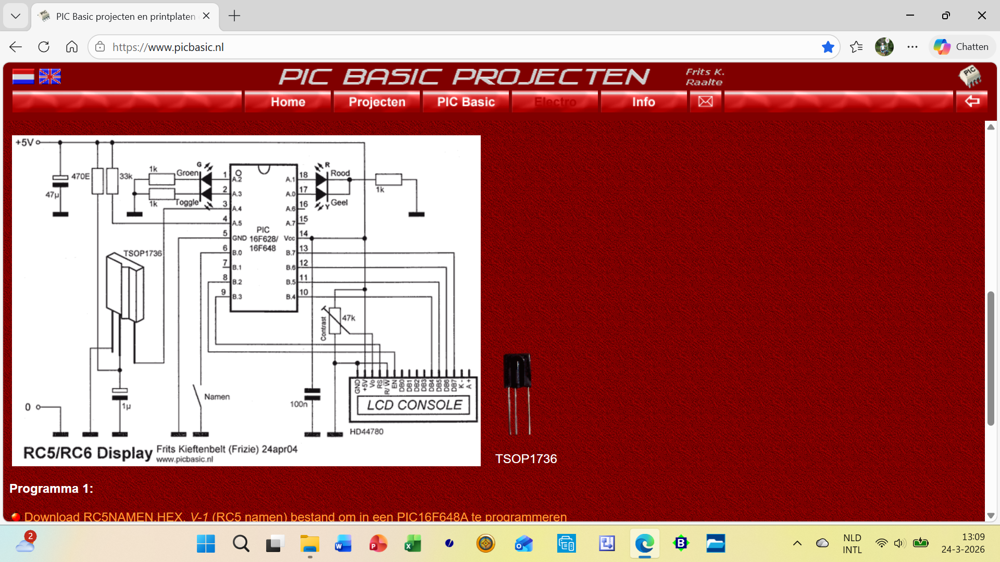 PIC Basic projecten en printplaten
https://www.picbasic.nl
Chatten
PIC BASIC PROJECTEN
Frits K.
Raalte
PIC
Home
Projecten
PIC Basic
Electro
Info
+5V
47µ
470E
33k
1k
Groen
G
1k
Toggle
1
2
3
4
5
6
7
8
9
A.2
A.3
A.4
A.5
GND
B.0
B.1
B.2
B.3
PIC
16F628/
16F648
A.1
A.0
A.6
A.7
Vcc
B.7
B.6
B.5
B.4
18
17
16
15
14
13
12
11
10
R
Rood
Y
Geel
1k
TSOP1736
Contrast
47k
0
1µ
Namen
100n
GND
+5V
Vo
RS
R/W
EN
DB0
DB1
DB2
DB3
DB4
DB5
DB6
DB7
K -
A +
LCD CONSOLE
HD44780
RC5/RC6 Display
Frits Kieftenbelt (Frizie) 24apr04
www.picbasic.nl
TSOP1736
Programma 1:
Download RC5NAMEN.HEX, V-1 (RC5 namen) bestand om in een PIC16F648A te programmeren
2
W
P
X
O
B
NLD
INTL
13:09
24-3-2026